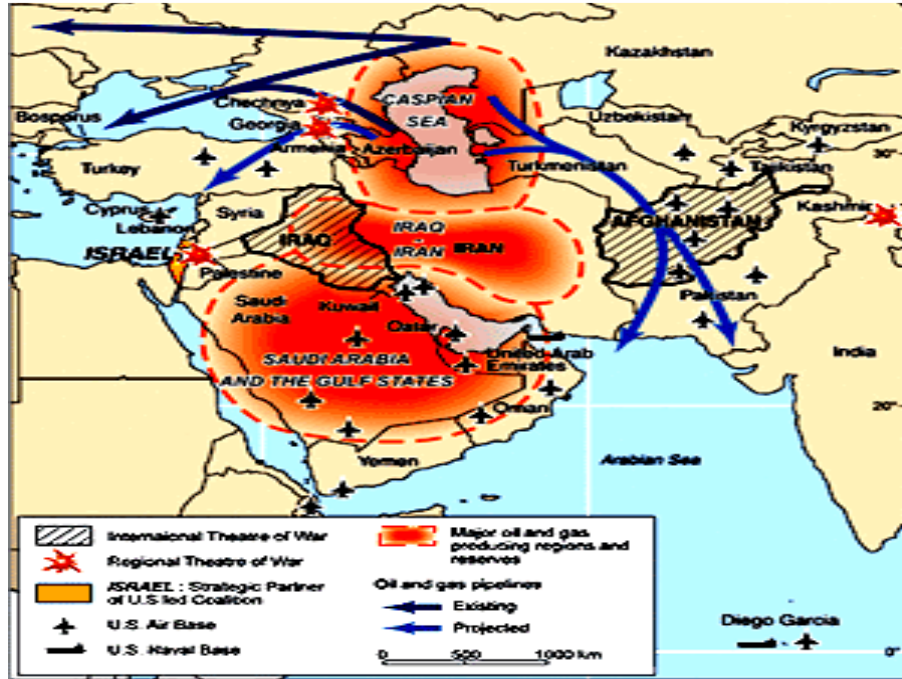 Kazakhstan
Chechnya
CASPIAN
SEA
Uzbekistan
Bosporus
Georgia
Kyrgyzstan
Armenia
Azerbaijan
30°
Turkey
Turkmenistan
Tajikistan
Cyprus
Syria
AFGHANISTAN
Kashmir
Lebanon
IRAQ
IRAQ
IRAN
IRAN
ISRAEL
Palestine
Saudi
Arabia
Kuwait
Pakistan
Qatar
India
SAUDI ARABIA
AND THE GULF STATES
United Arab
Emirates
20°
Oman
Yemen
Arabian Sea
International Theatre of War
Regional Theatre of War
ISRAEL : Strategic Partner
of U.S led Coalition
U.S. Air Base
U.S. Naval Base
Major oil and gas
producing regions and
reserves
Oil and gas pipelines
Existing
Projected
0 500 1000 km
Diego Garcia
0°